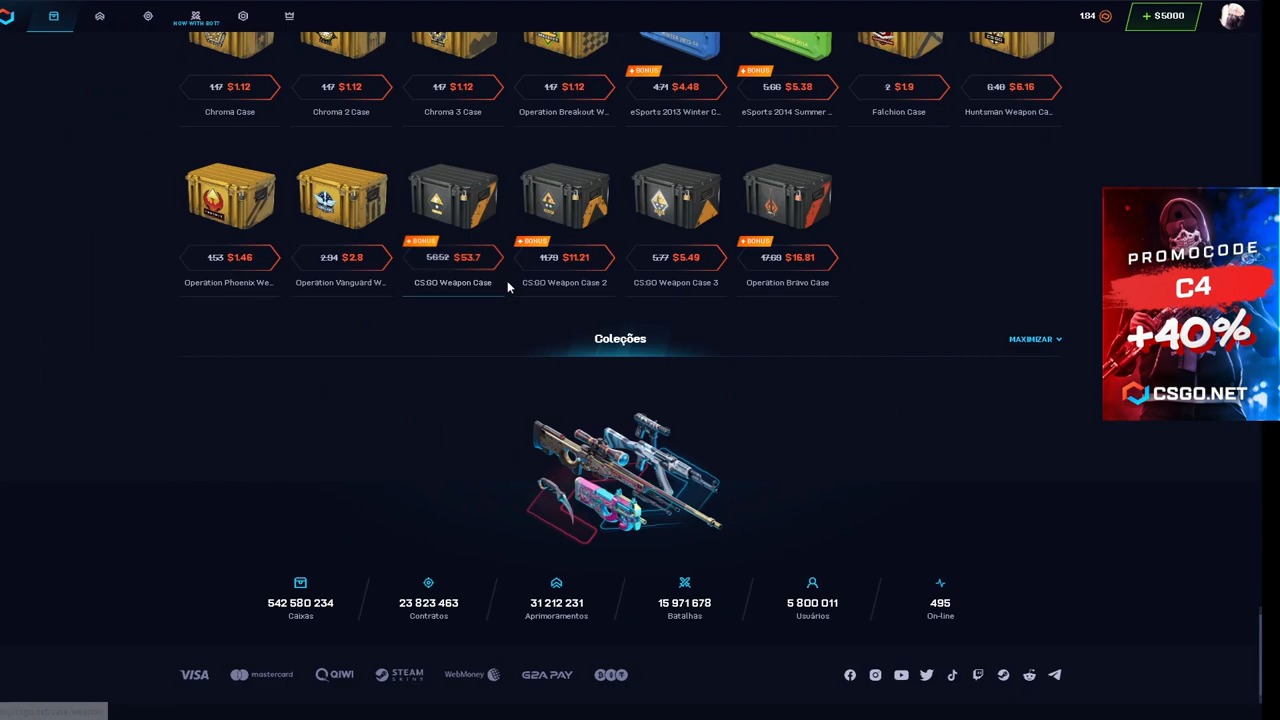 NOW WITH BOT?
184
+ $5000
1.17 $1.12
1.17 $1.12
1.17 $1.12
1.17 $1.12
+ BONUS
4.71 $4.48
+ BONUS
5.66 $5.38
2 $1.9
6.48 $6.16
Chroma Case
Chroma 2 Case
Chroma 3 Case
Operation Breakout W...
eSports 2013 Winter C...
eSports 2014 Summer ...
Falchion Case
Huntsman Weapon Ca...
1.53 $1.46
2.94 $2.8
+ BONUS
56.52 $53.7
+ BONUS
11.79 $11.21
5.77 $5.49
+ BONUS
17.69 $16.81
Operation Phoenix We...
Operation Vanguard W...
CS:GO Weapon Case
CS:GO Weapon Case 2
CS:GO Weapon Case 3
Operation Bravo Case
PROMOCODE
C4
+40%
CSGO.NET
Coleções
MAXIMIZAR
542 580 234
23 823 463
31 212 231
15 971 678
5 800 011
495
Caixas
Contratos
Aprimoramentos
Batalhas
Usuários
On-line
VISA
mastercard
QIWI
STEAM SKINS
WebMoney
G2A PAY